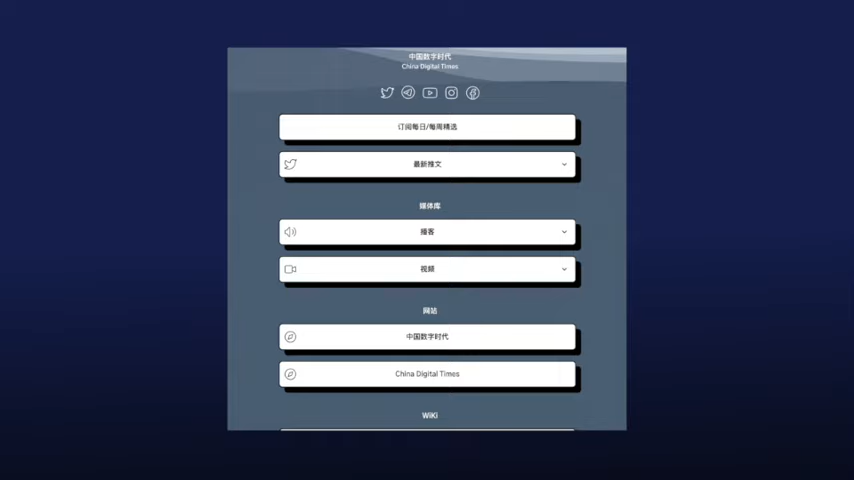 中国数字时代
China Digital Times
订阅每日/每周精选
最新推文
媒体库
播客
视频
网站
中国数字时代
China Digital Times
WiKi